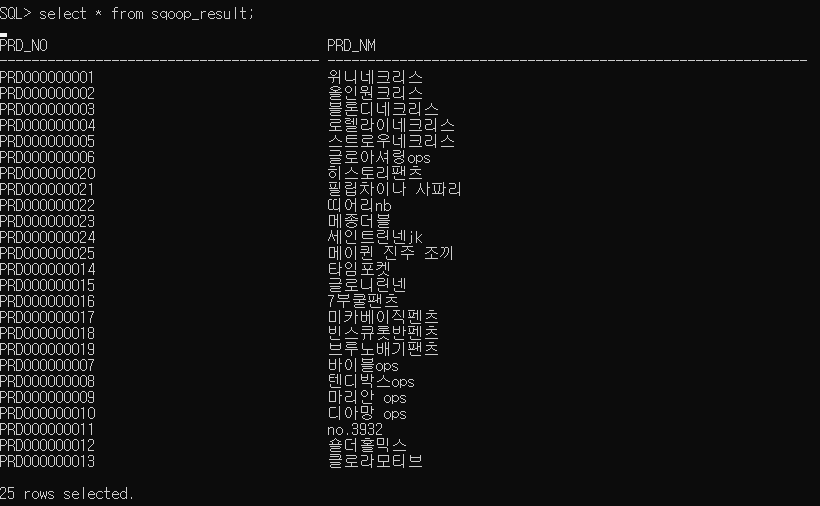 SQL> select * from sqoop_result;
PRD_NO PRD_NM
---------------------------------------- ------------------------------------------------------------
PRD000000001 위니네크리스
PRD000000002 올인원크리스
PRD000000003 블론디네크리스
PRD000000004 로렐라이네크리스
PRD000000005 스트로우네크리스
PRD000000006 글로아셔링ops
PRD000000020 히스토리팬츠
PRD000000021 필립차이나 사파리
PRD000000022 띠어리nb
PRD000000023 메종더블
PRD000000024 세인트린넨jk
PRD000000025 메이퀸 진주 조끼
PRD000000014 타임포켓
PRD000000015 글로니린넨
PRD000000016 7부쿨팬츠
PRD000000017 미카베이직펜츠
PRD000000018 빈스큐롯반펜츠
PRD000000019 브루노배기팬츠
PRD000000007 바이블ops
PRD000000008 텐디박스ops
PRD000000009 마리안 ops
PRD000000010 디아망 ops
PRD000000011 no.3932
PRD000000012 숄더홀믹스
PRD000000013 클로라모티브
25 rows selected.